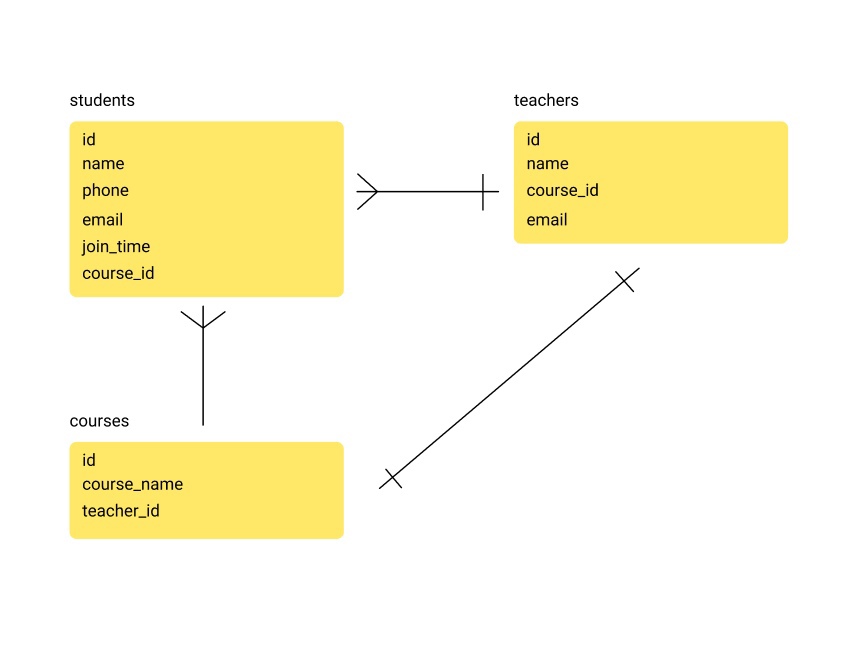 students
id
name
phone
email
join_time
course_id
teachers
id
name
course_id
email
courses
id
course_name
teacher_id